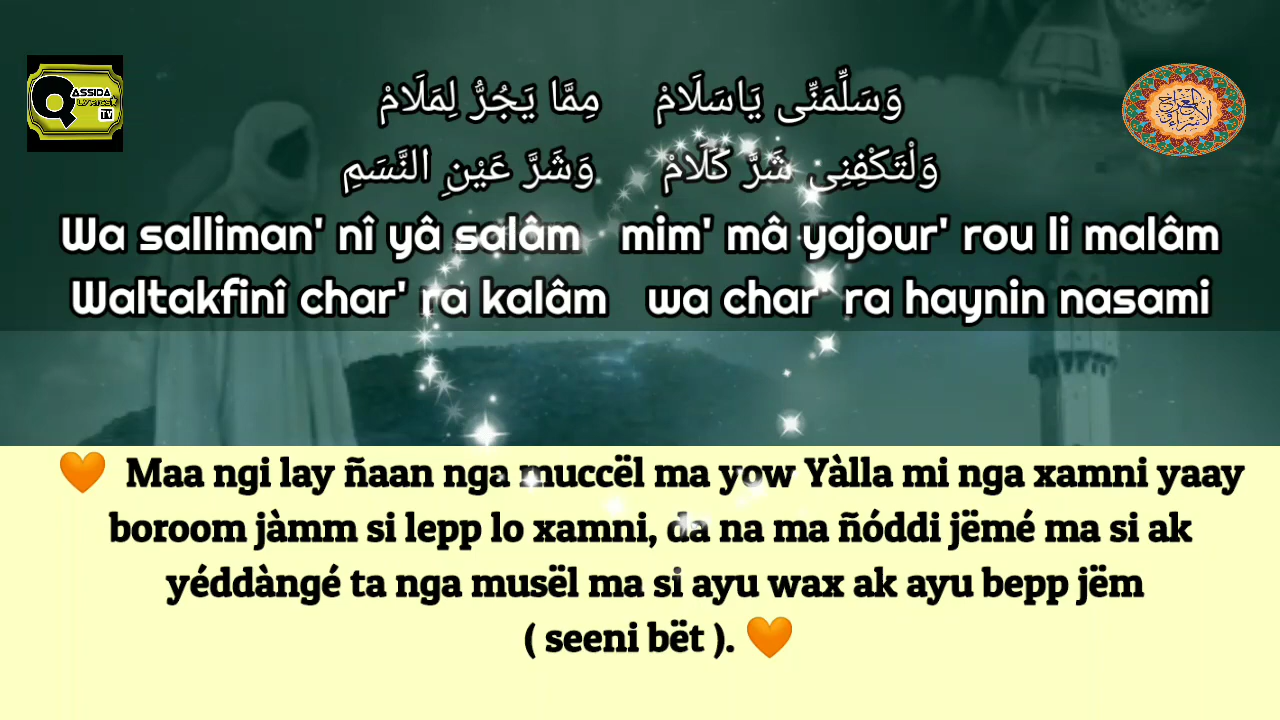 QASSIDA
LYRICS
TV
وَسَلِّمَنِّى يَاسَلَامْ مِمَّا يَجُرُّ لِمَلَامْ
وَلْتَكْفِنِى شَرَّ كَلَامْ وَشَرَّ عَيْنِ النَّسَمِ
Wa salliman' nî yâ salâm mim' mâ yajour' rou li malâm
Waltakfinî char' ra kalâm wa char' ra haynin nasami
🧡 Maa ngi lay ñaan nga muccël ma yow Yàlla mi nga xamni yaay
boroom jàmm si lepp lo xamni, da na ma ñóddi jëmé ma si ak
yéddàngé ta nga musël ma si ayu wax ak ayu bepp jëm
( seeni bët ). 🧡